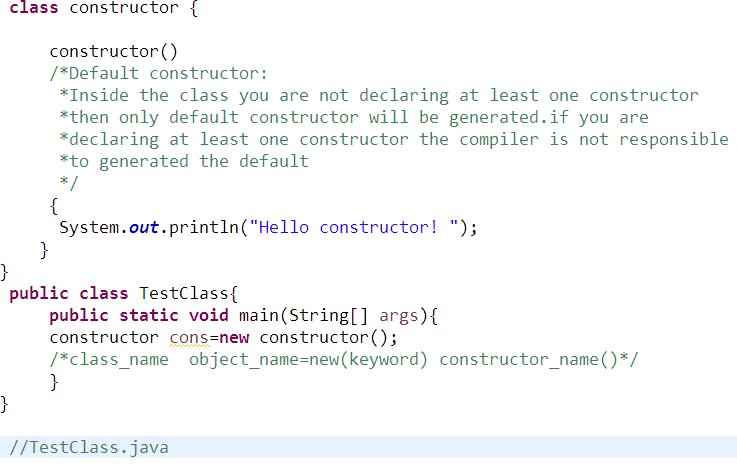 class constructor {
constructor()
/*Default constructor:
*Inside the class you are not declaring at least one constructor
*then only default constructor will be generated.if you are
*declaring at least one constructor the compiler is not responsible
*to generated the default
*/
{
System.out.println("Hello constructor! ");
}
}
public class TestClass{
public static void main(String[] args){
constructor cons=new constructor();
/*class_name  object_name=new(keyword) constructor_name()*/
}
}
//TestClass.java